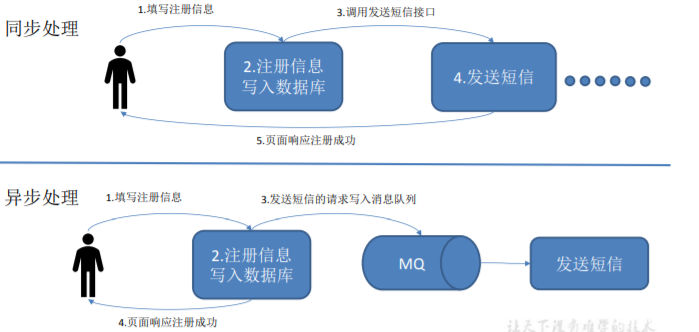 同步处理
1.填写注册信息
3.调用发送短信接口
2.注册信息
写入数据库
4.发送短信
5.页面响应注册成功
异步处理
1.填写注册信息
3.发送短信的请求写入消息队列
2.注册信息
写入数据库
MQ
发送短信
4.页面响应注册成功
让天下没有难学的技术